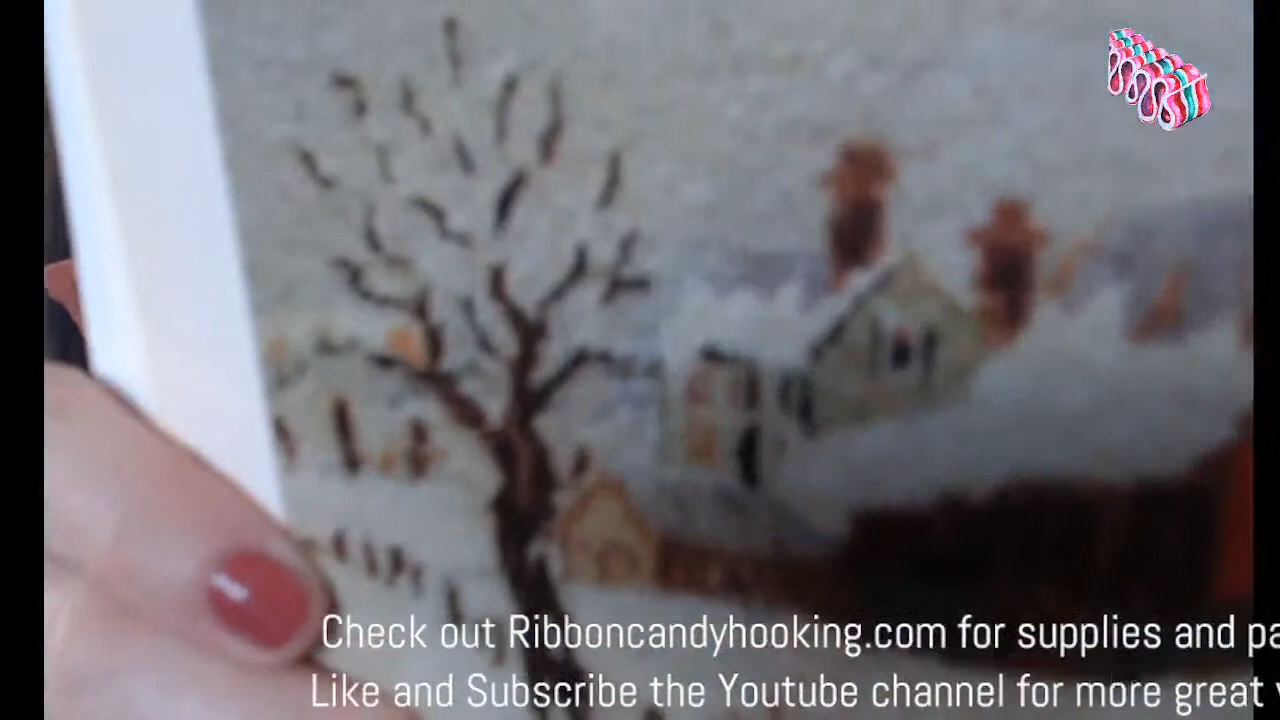 Check out Ribboncandyhooking.com for supplies and pa
Like and Subscribe the Youtube channel for more great